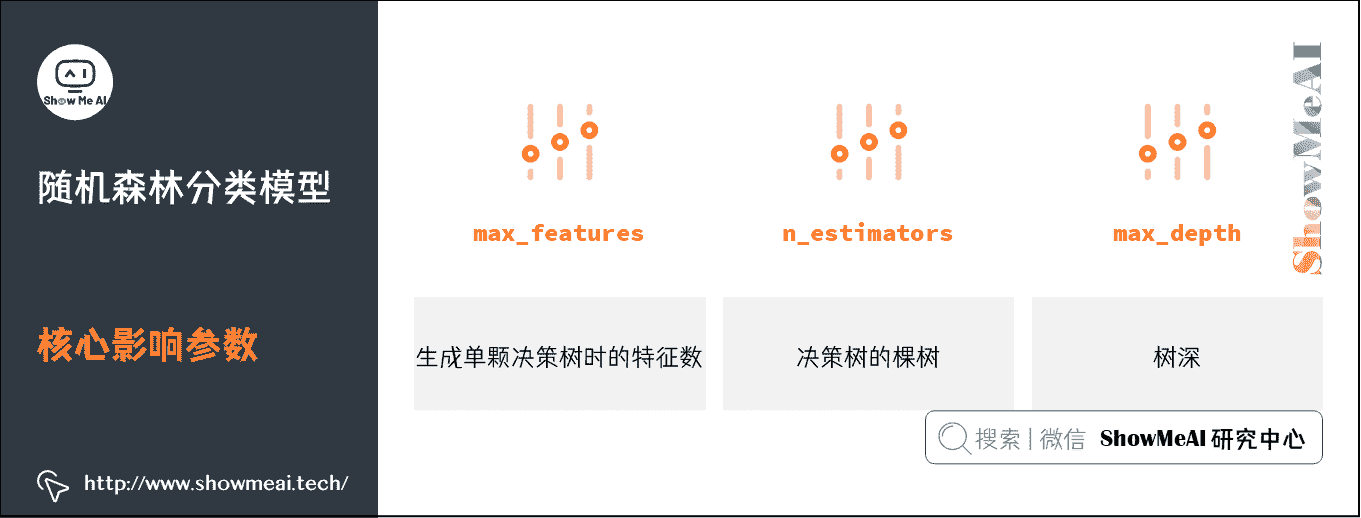 Show Me AI
随机森林分类模型
核心影响参数
http://www.showmeai.tech/
max_features
n_estimators
max_depth
生成单颗决策树时的特征数
决策树的棵树
树深
搜索|微信 ShowMeAI 研究中心
ShowMeAI